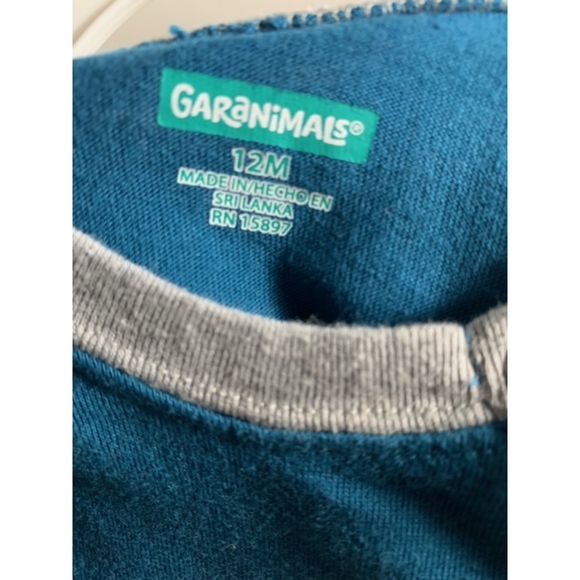 GARANIMALS®
12M
MADE IN/HECHO EN
SRI LANKA
RN 15897